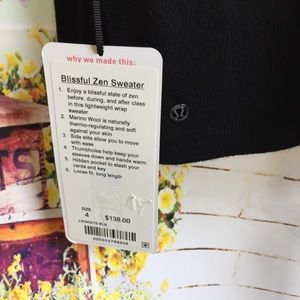 why we made this:
Blissful Zen Sweater
1. Enjoy a blissful state of zen
before, during, and after class
in this lightweight wrap
sweater
2. Merino Wool is naturally
thermo-regulating and soft
against your skin
3. Side slits allow you to move
with ease
4. Thumbholes help keep your
sleeves down and hands warm
5. Hidden pocket to stash your
cards and key
6. Loose fit, long length
SIZE
4 $138.00